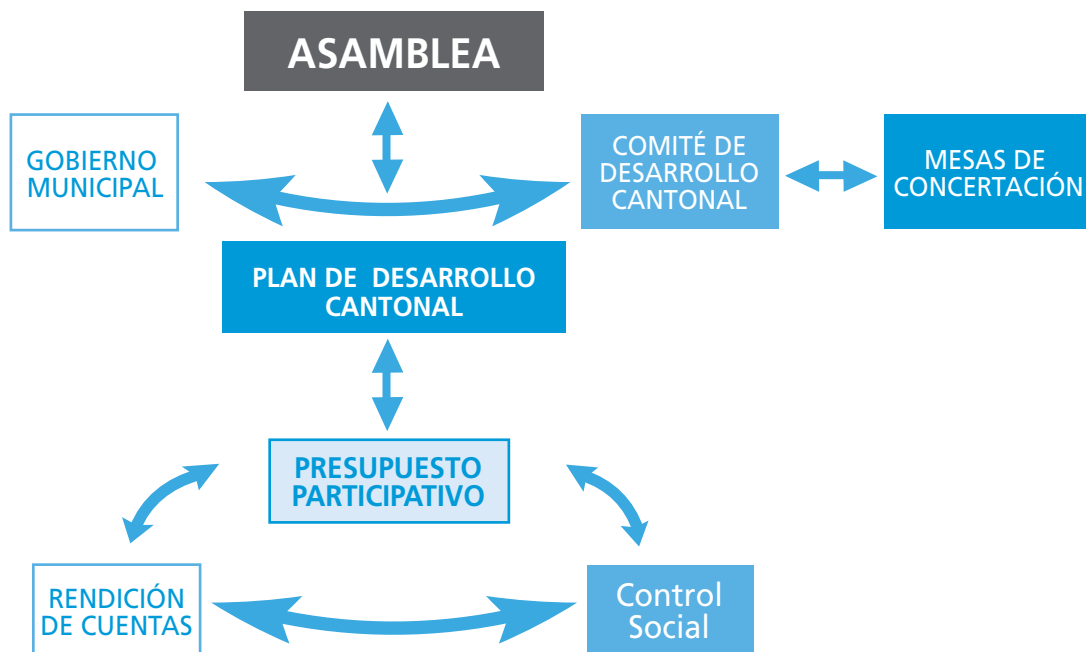 ASAMBLEA
GOBIERNO
MUNICIPAL
COMITÉ DE
DESARROLLO
CANTONAL
MESAS DE
CONCERTACIÓN
PLAN DE DESARROLLO
CANTONAL
PRESUPUESTO
PARTICIPATIVO
RENDICIÓN
DE CUENTAS
Control
Social